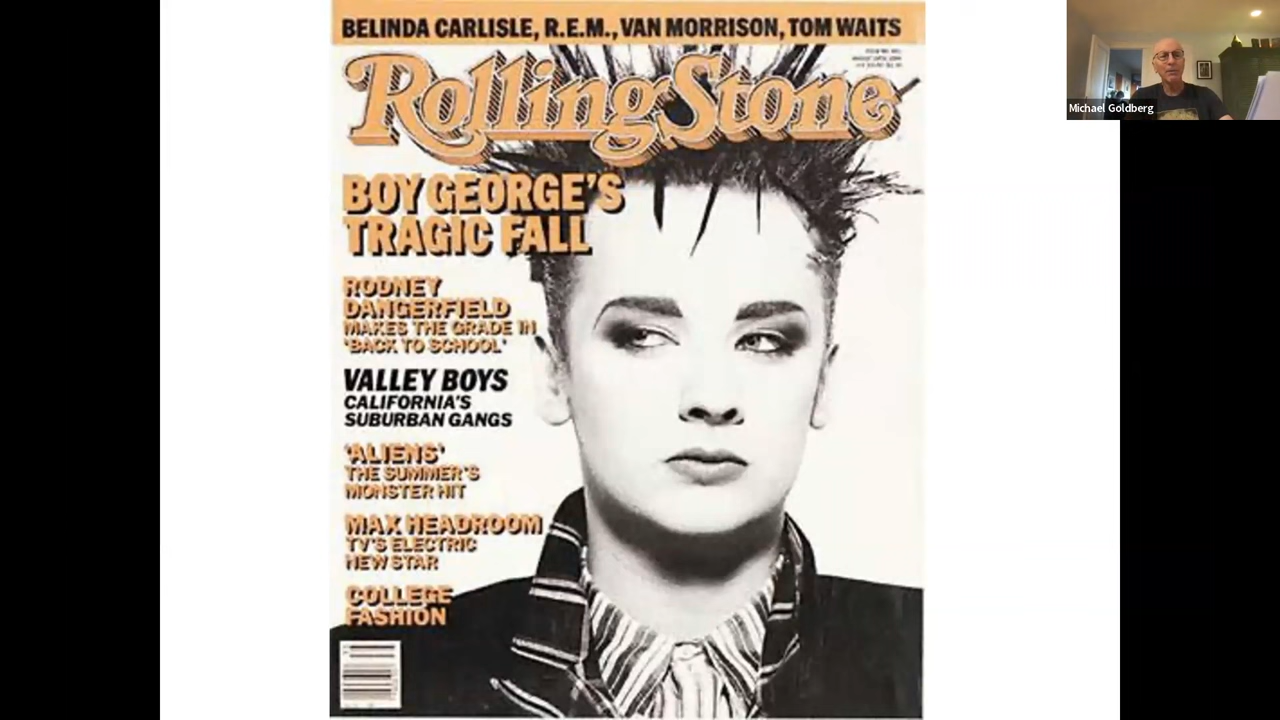 BELINDA CARLISLE, R.E.M., VAN MORRISON, TOM WAITS
RollingStone
BOY GEORGE'S
TRAGIC FALL
RODNEY
DANGERFIELD
MAKES THE GRADE IN
'BACK TO SCHOOL'
VALLEY BOYS
CALIFORNIA'S
SUBURBAN GANGS
'ALIENS'
THE SUMMER'S
MONSTER HIT
MAX HEADROOM
TV'S ELECTRIC
NEW STAR
COLLEGE
FASHION
Michael Goldberg